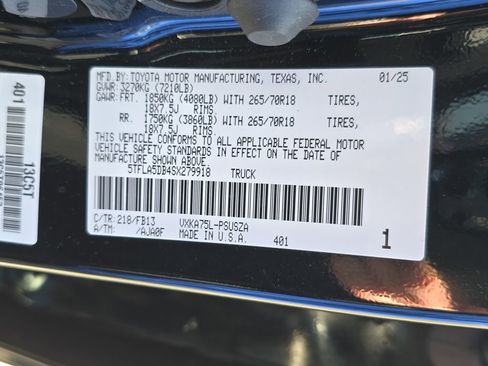 MFD.BY:TOYOTA MOTOR MANUFACTURING, TEXAS, INC. 01/25
GVWR:3270KG (7210LB)
GAWR:FRT. 1850KG (4080LB) WITH 265/70R18 TIRES,
18X7.5J RIMS.
RR. 1750KG (3860LB) WITH 265/70R18 TIRES,
18X7.5J RIMS.
THIS VEHICLE CONFORMS TO ALL APPLICABLE FEDERAL MOTOR
VEHICLE SAFETY STANDARDS IN EFFECT ON THE DATE OF
MANUFACTURE SHOWN ABOVE.
5TFLA5DB4SX279918 TRUCK
C/TR:218/FB13 VXKA75L-PSUSZA
A/TM: /AJA0F MADE IN U.S.A. 401
1
401
13C5T